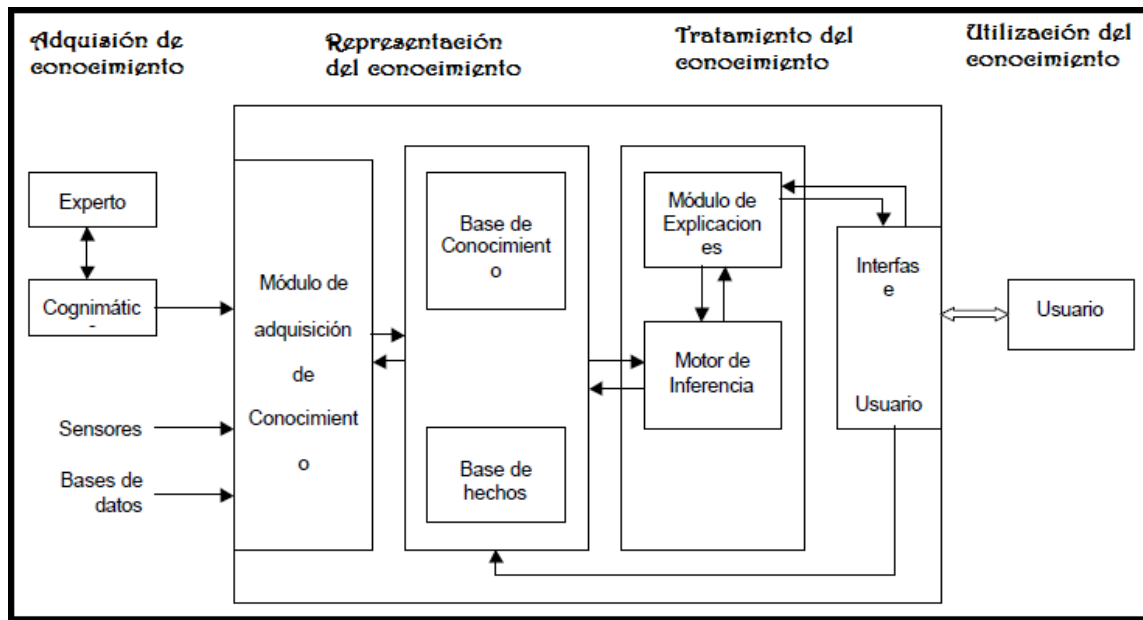 Adquisión de
conocimiento
Representación
del conocimiento
Tratamiento del
conocimiento
Utilización del
conocimiento
Experto
Cognimátic
Sensores
Bases de
datos
Módulo de
adquisición
de
Conocimient
o
Base de
Conocimient
o
Base de
hechos
Módulo de
Explicacion
es
Motor de
Inferencia
Interfas
e
Usuario
Usuario